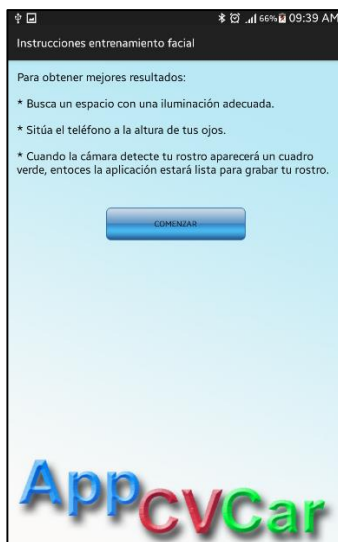 66% 09:39 AM
Instrucciones entrenamiento facial
Para obtener mejores resultados:
* Busca un espacio con una iluminación adecuada.
* Sitúa el teléfono a la altura de tus ojos.
* Cuando la cámara detecte tu rostro aparecerá un cuadro
verde, entoces la aplicación estará lista para grabar tu rostro.
COMENZAR
AppCVCar